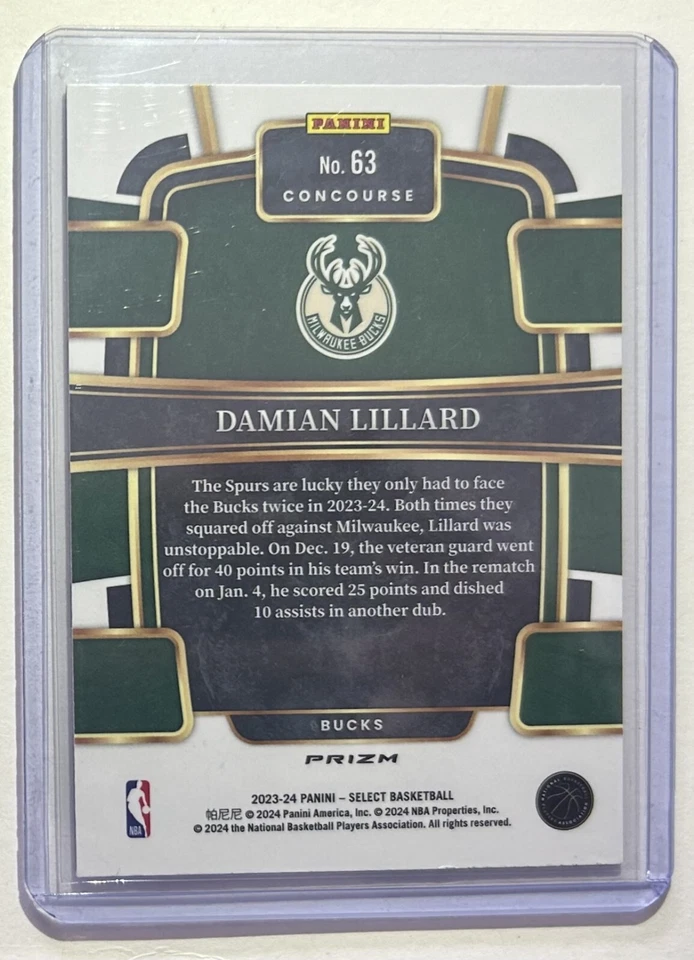 PANINI
No. 63
CONCOURSE
MILWAUKEE BUCKS
DAMIAN LILLARD
The Spurs are lucky they only had to face
the Bucks twice in 2023-24. Both times they
squared off against Milwaukee, Lillard was
unstoppable. On Dec. 19, the veteran guard went
off for 40 points in his team's win. In the rematch
on Jan. 4, he scored 25 points and dished
10 assists in another dub.
BUCKS
PRIZM
2023-24 PANINI – SELECT BASKETBALL
帕尼尼 © 2024 Panini America, Inc. © 2024 NBA Properties, Inc.
© 2024 the National Basketball Players Association. All rights reserved.
NBA